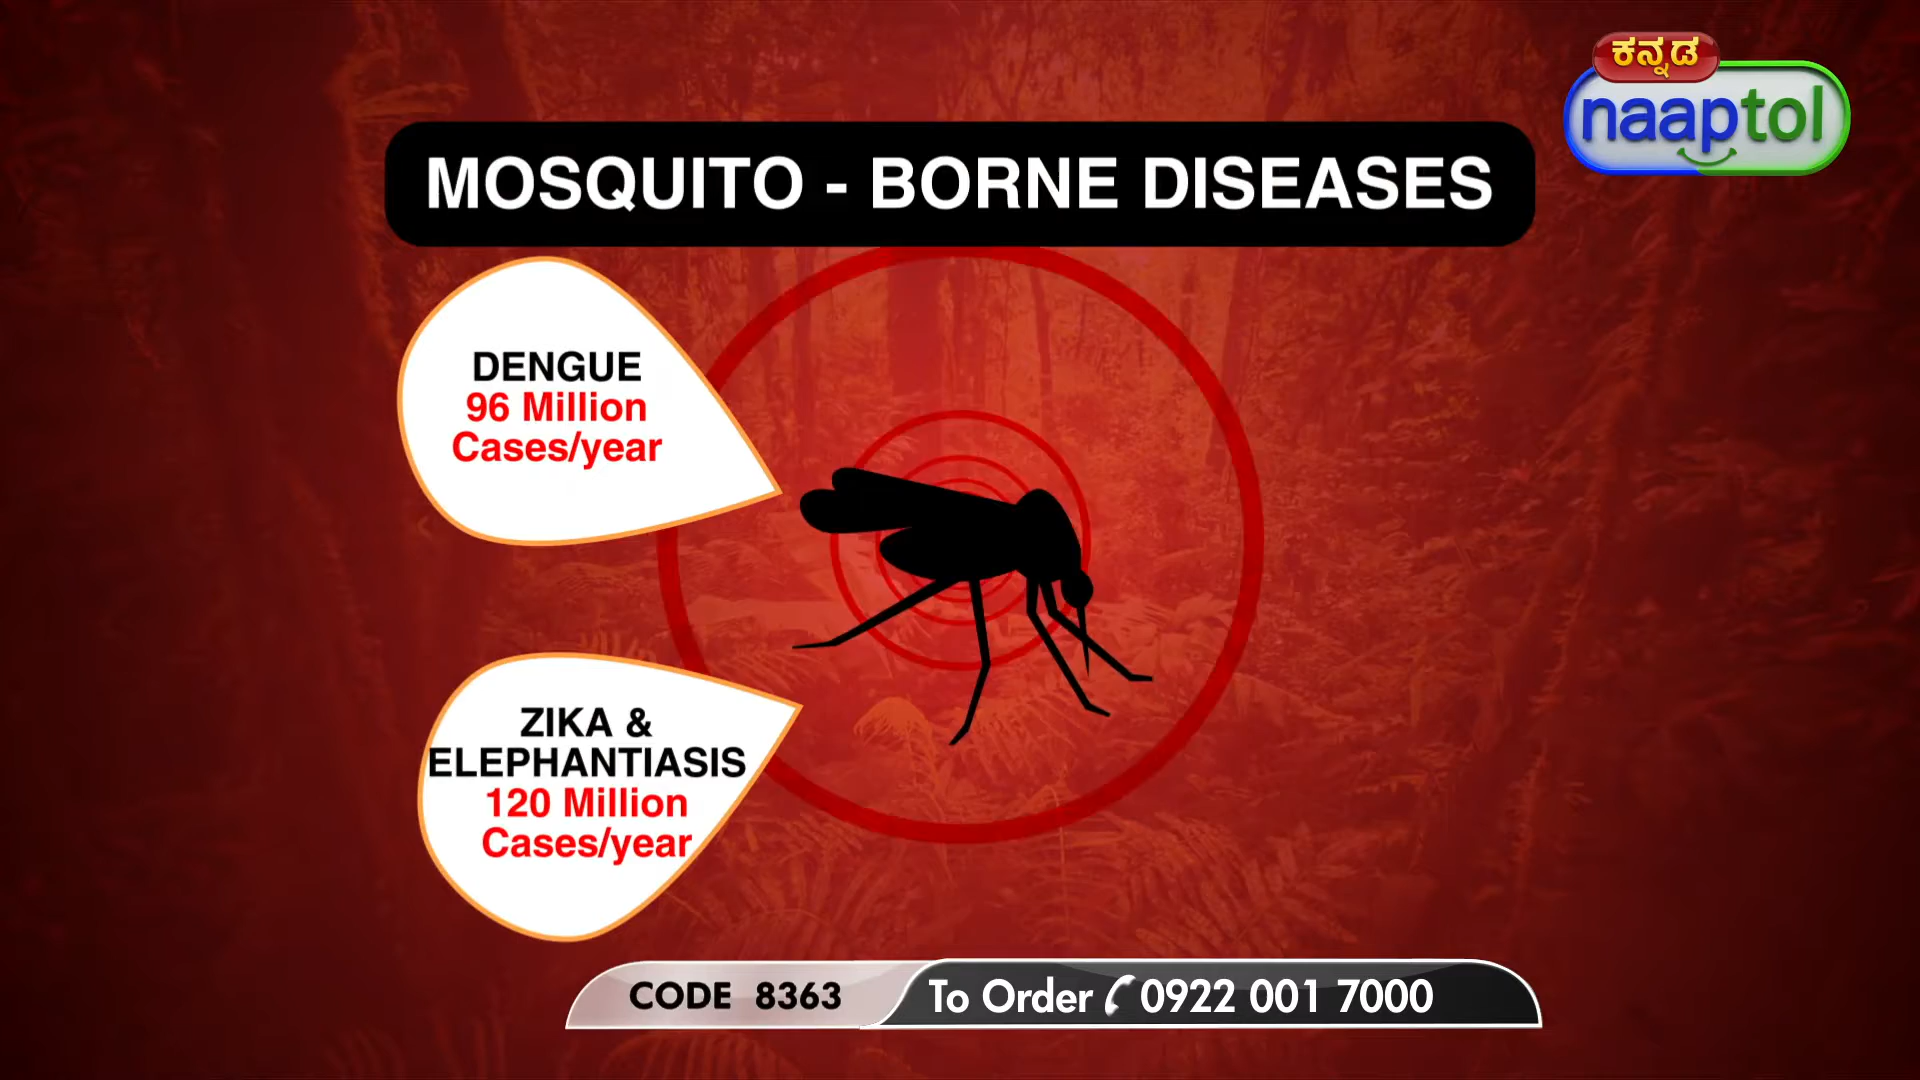 ಕನ್ನಡ
naaptol
MOSQUITO - BORNE DISEASES
DENGUE
96 Million
Cases/year
ZIKA &
ELEPHANTIASIS
120 Million
Cases/year
CODE 8363
To Order 0922 001 7000